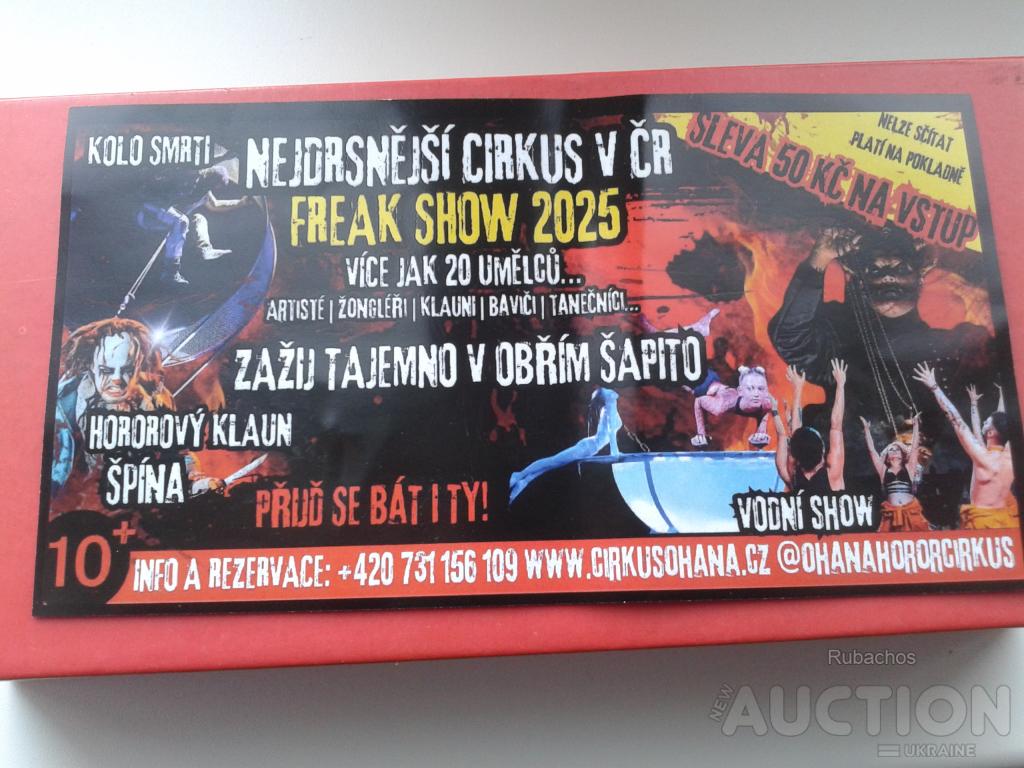 KOLO SMRTI
NEJDRSNĚJŠÍ CIRKUS V ČR
FREAK SHOW 2025
VÍCE JAK 20 UMĚLCŮ...
ARTISTÉ | ŽONGLÉŘI | KLAUNI | BAVIČI | TANEČNÍCI...
ZAŽIJ TAJEMNO V OBŘÍM ŠAPITO
SLEVA 50 KČ NA VSTUP
NELZE SČÍTAT
PLATÍ NA POKLADNĚ
HOROROVÝ KLAUN
ŠPÍNA
PŘIJĎ SE BÁT I TY!
VODNÍ SHOW
10+
INFO A REZERVACE: +420 731 156 109 WWW.CIRKUSOHANA.CZ @OHANAHORORCIRKUS
Rubachos
NEW AUCTION
UKRAINE